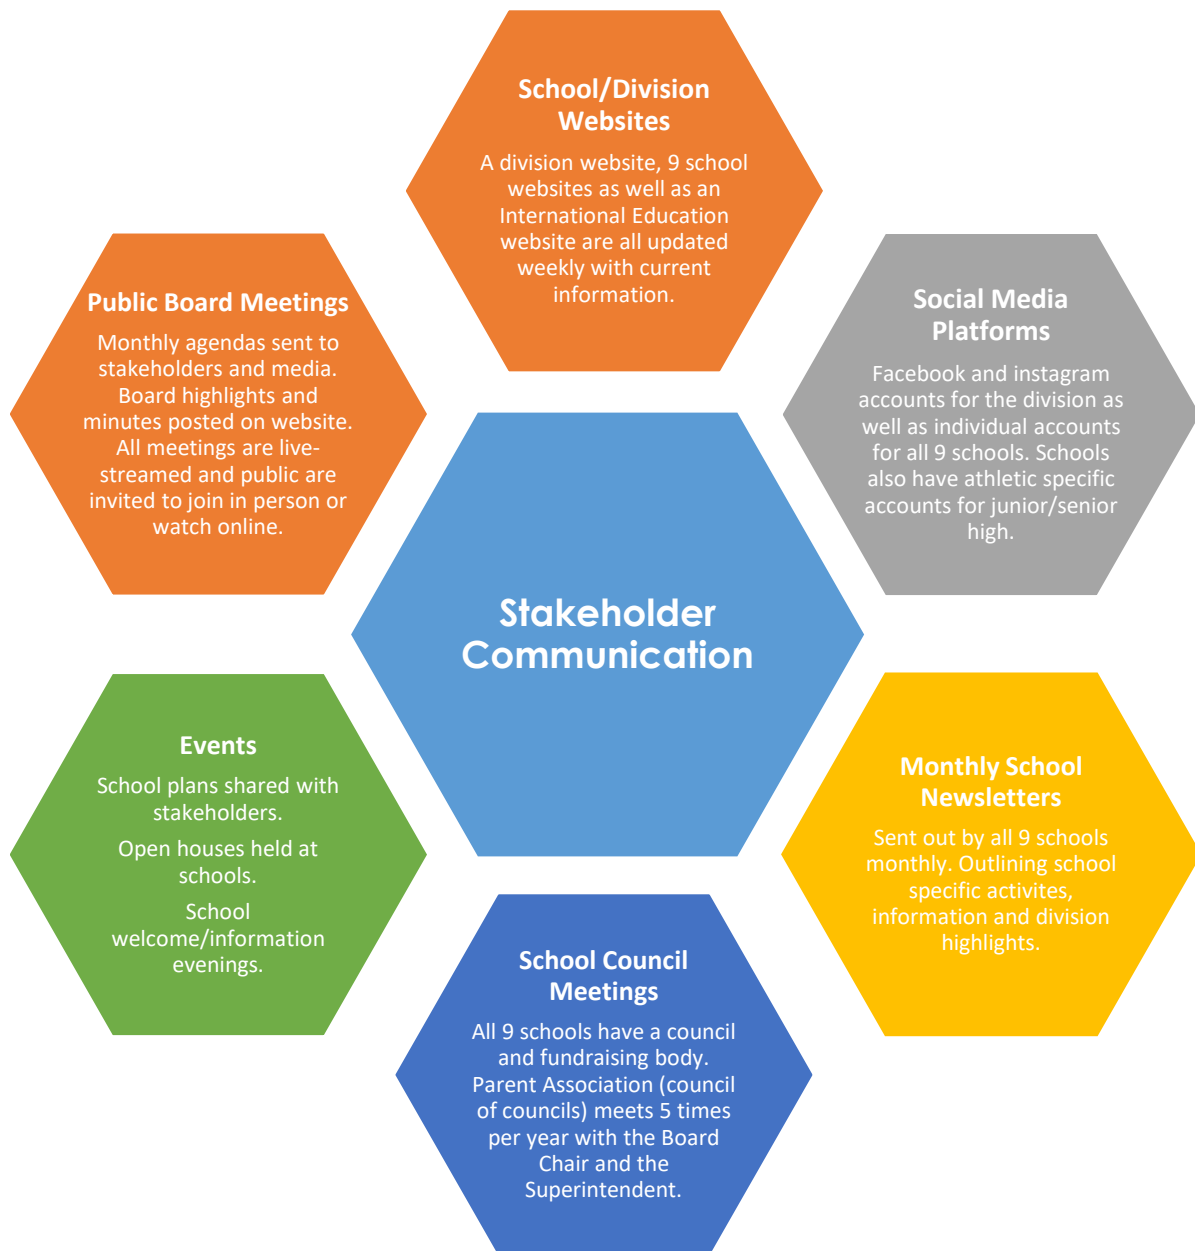 School/Division
Websites
A division website, 9 school
websites as well as an
International Education
website are all updated
weekly with current
information.
Public Board Meetings
Monthly agendas sent to
stakeholders and media.
Board highlights and
minutes posted on website.
All meetings are live-
streamed and public are
invited to join in person or
watch online.
Social Media
Platforms
Facebook and instagram
accounts for the division as
well as individual accounts
for all 9 schools. Schools
also have athletic specific
accounts for junior/senior
high.
Stakeholder
Communication
Events
School plans shared with
stakeholders.
Open houses held at
schools.
School
welcome/information
evenings.
Monthly School
Newsletters
Sent out by all 9 schools
monthly. Outlining school
specific activites,
information and division
highlights.
School Council
Meetings
All 9 schools have a council
and fundraising body.
Parent Association (council
of councils) meets 5 times
per year with the Board
Chair and the
Superintendent.